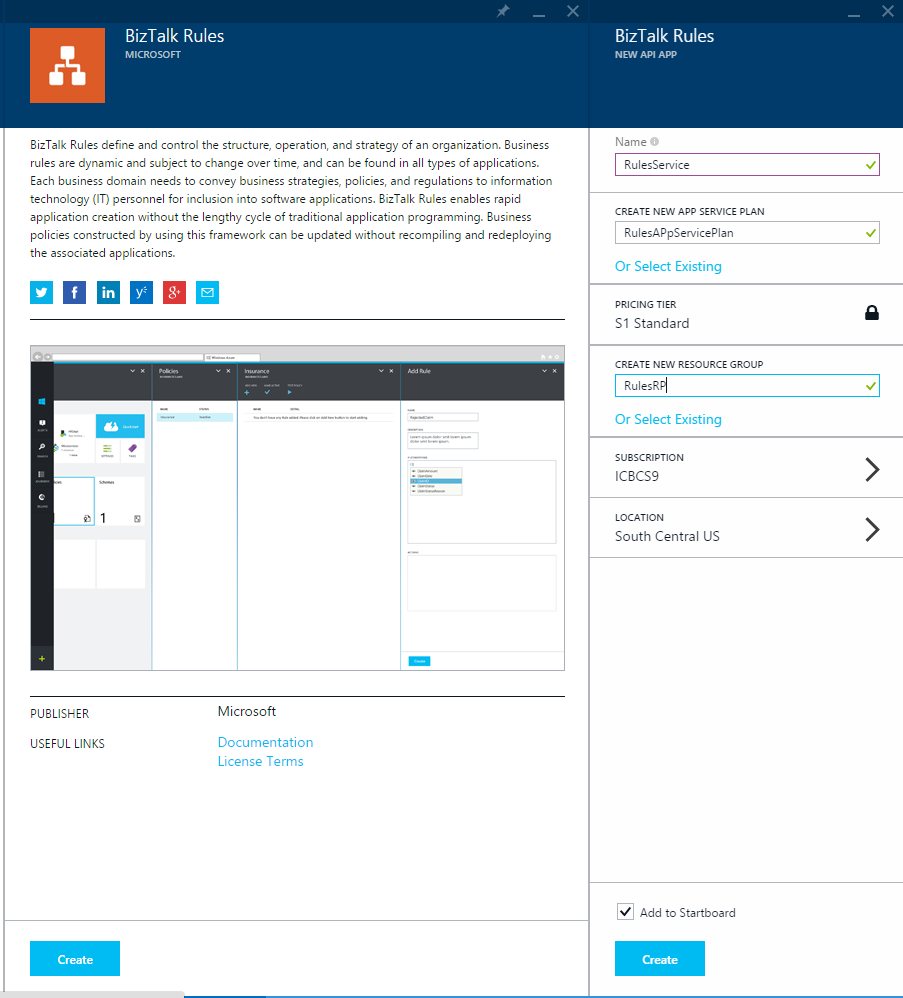 BizTalk Rules
MICROSOFT
BizTalk Rules define and control the structure, operation, and strategy of an organization. Business
rules are dynamic and subject to change over time, and can be found in all types of applications.
Each business domain needs to convey business strategies, policies, and regulations to information
technology (IT) personnel for inclusion into software applications. BizTalk Rules enables rapid
application creation without the lengthy cycle of traditional application programming. Business
policies constructed by using this framework can be updated without recompiling and redeploying
the associated applications.
Policies
Insurance
Add Rule
Schemas
1
Create
PUBLISHER
Microsoft
USEFUL LINKS
Documentation
License Terms
Create
BizTalk Rules
NEW API APP
Name
RulesService
CREATE NEW APP SERVICE PLAN
RulesAPpServicePlan
Or Select Existing
PRICING TIER
S1 Standard
CREATE NEW RESOURCE GROUP
RulesRP
Or Select Existing
SUBSCRIPTION
ICBCS9
LOCATION
South Central US
Add to Startboard
Create